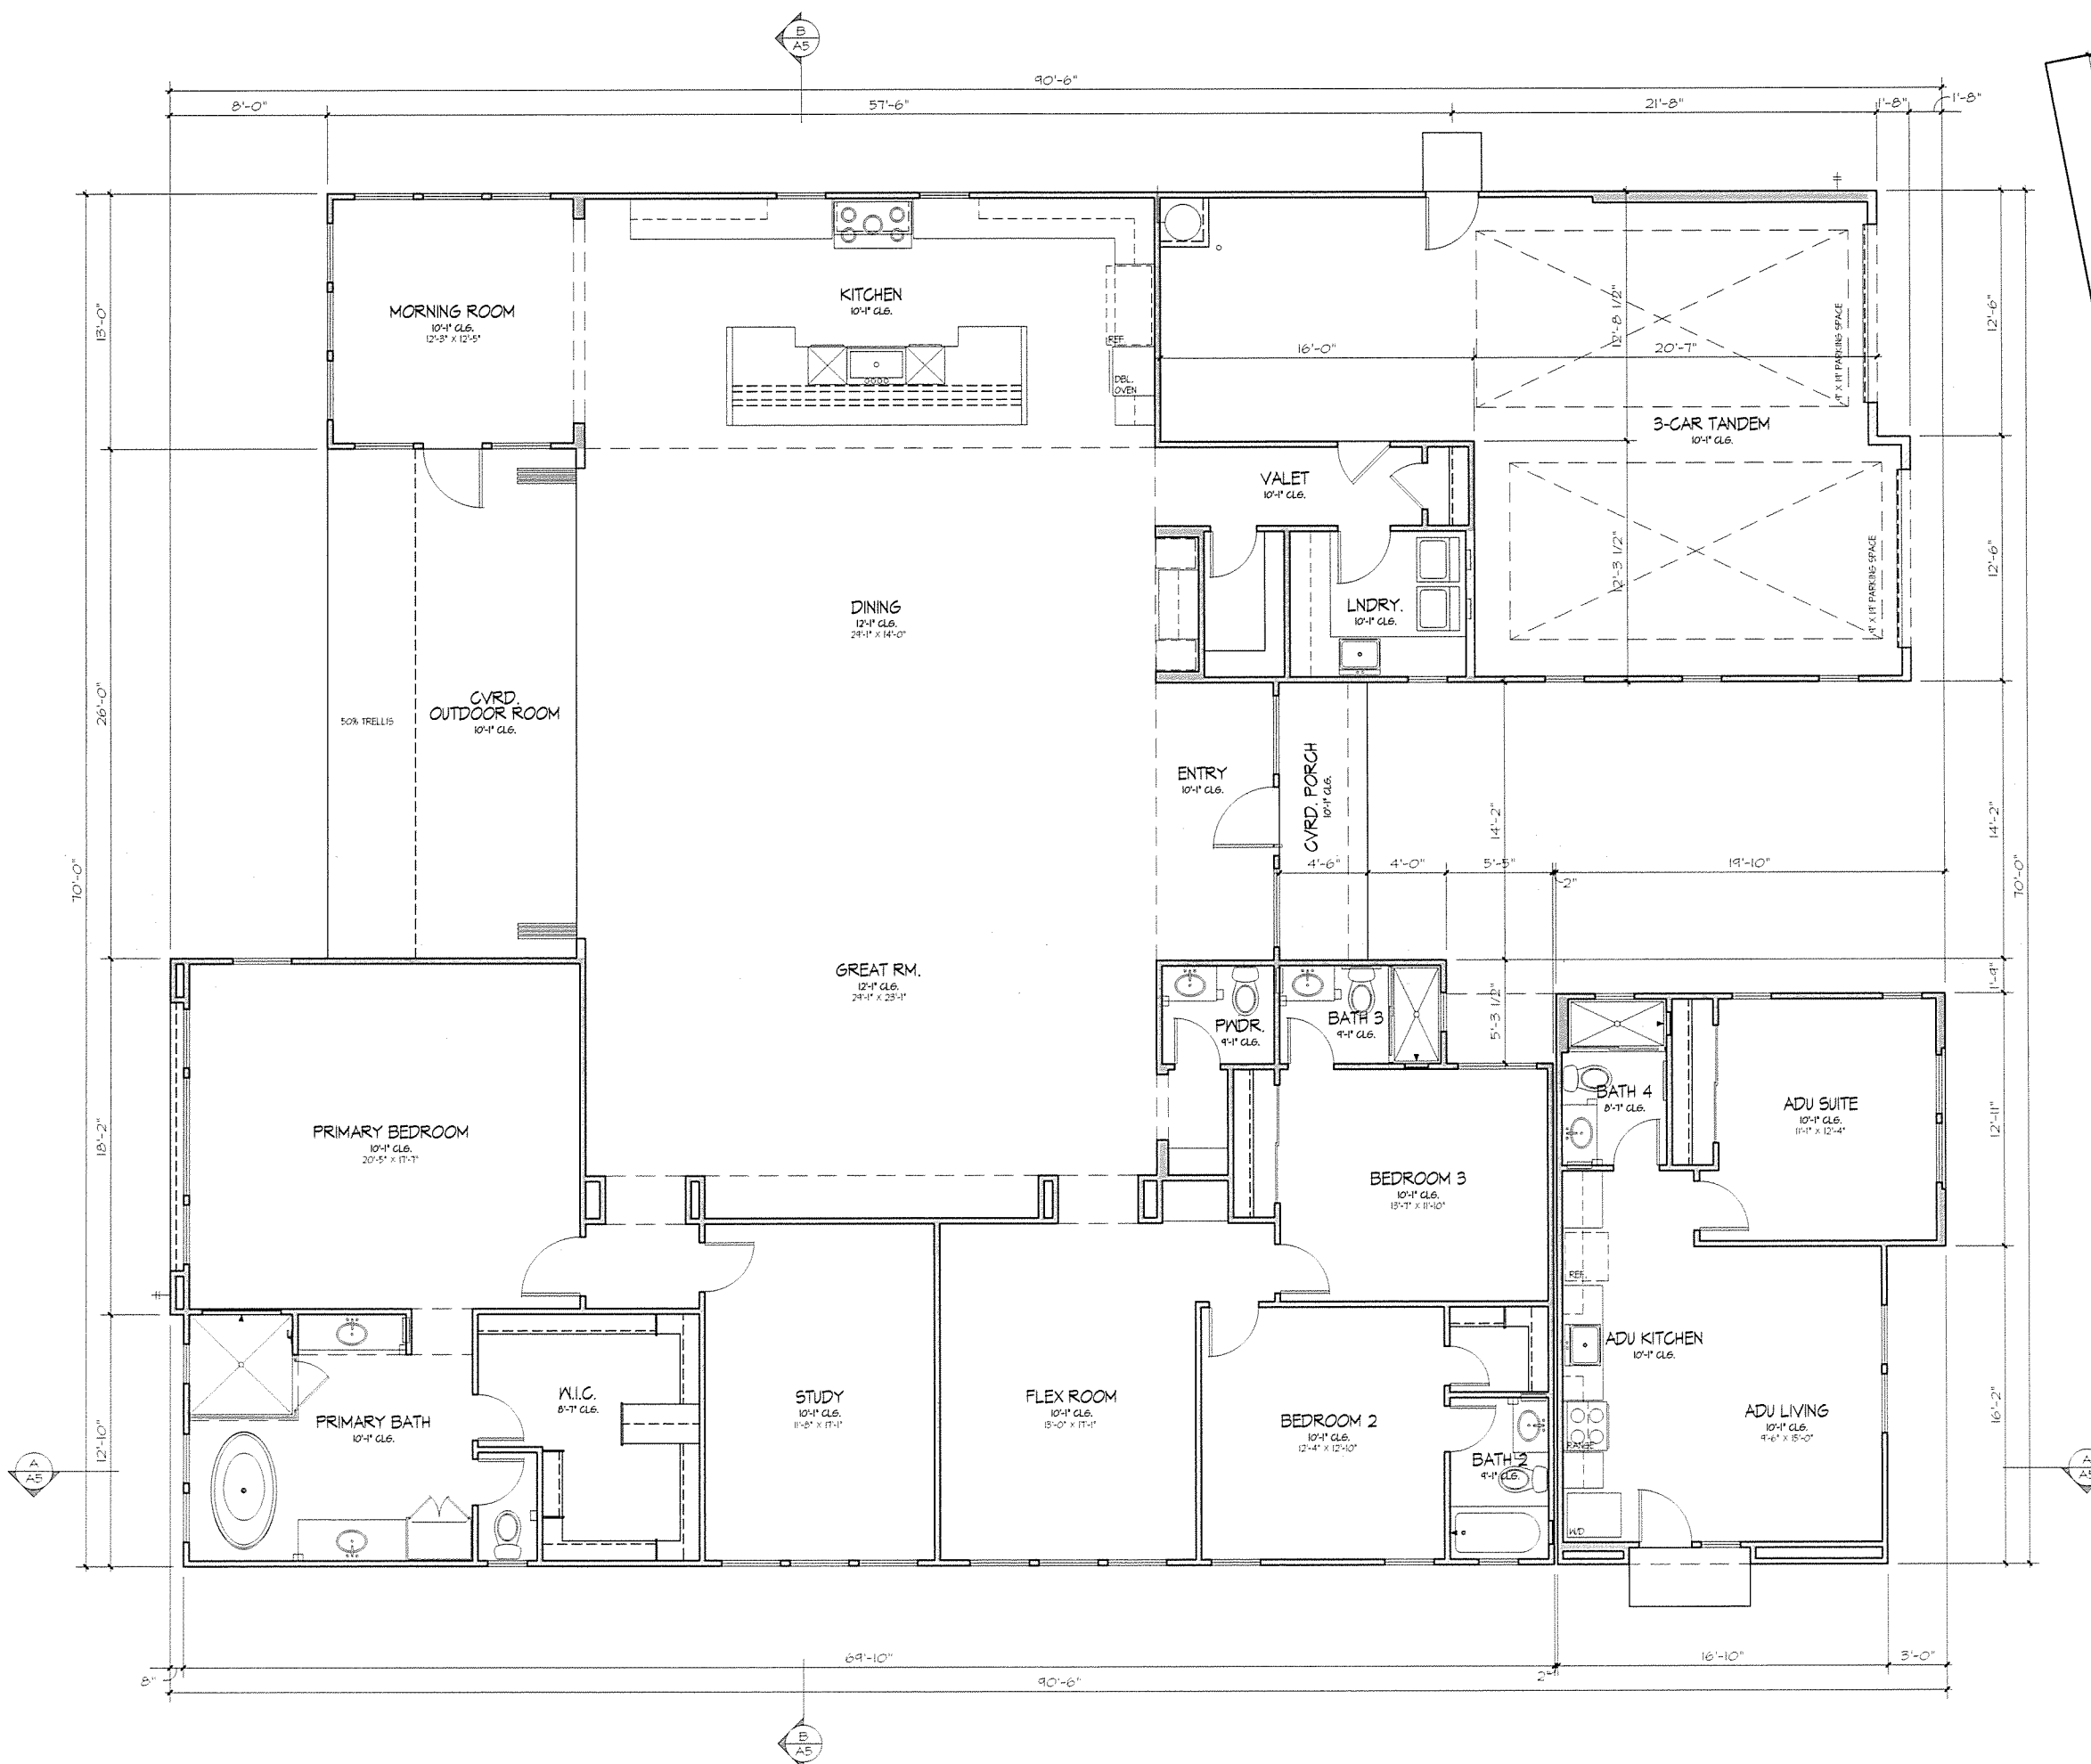 B
A5
90'-6"
8'-0"
57'-6"
21'-8"
1'-8"
1'-8"
MORNING ROOM
10'-1" CLG.
12'-3" X 12'-5"
KITCHEN
10'-1" CLG.
REF
DBL.
OVEN
13'-0"
16'-0"
12'-8 1/2"
20'-7"
9' X 19' PARKING SPACE
12'-6"
3-CAR TANDEM
10'-1" CLG.
VALET
10'-1" CLG.
12'-3 1/2"
9' X 19' PARKING SPACE
12'-6"
LNDRY.
10'-1" CLG.
DINING
12'-1" CLG.
29'-1" X 14'-0"
26'-0"
50% TRELLIS
CVRD.
OUTDOOR ROOM
10'-1" CLG.
ENTRY
10'-1" CLG.
CVRD. PORCH
10'-1" CLG.
14'-2"
14'-2"
4'-6"
4'-0"
5'-5"
2"
19'-10"
70'-0"
70'-0"
GREAT RM.
12'-1" CLG.
29'-1" X 23'-1"
PWDR.
9'-1" CLG.
BATH 3
9'-1" CLG.
5'-3 1/2"
1'-9"
BATH 4
8'-7" CLG.
ADU SUITE
10'-1" CLG.
11'-1" X 12'-4"
12'-11"
PRIMARY BEDROOM
10'-1" CLG.
20'-5" X 17'-7"
18'-2"
BEDROOM 3
10'-1" CLG.
13'-7" X 11'-10"
REF.
ADU KITCHEN
10'-1" CLG.
W.I.C.
8'-7" CLG.
STUDY
10'-1" CLG.
11'-8" X 17'-1"
FLEX ROOM
10'-1" CLG.
13'-0" X 17'-1"
PRIMARY BATH
10'-1" CLG.
BEDROOM 2
10'-1" CLG.
12'-4" X 12'-10"
BATH 2
9'-1" CLG.
RANGE
ADU LIVING
10'-1" CLG.
9'-6" X 15'-0"
16'-2"
12'-10"
A
A5
A
A5
W/D
8"
69'-10"
2"
16'-10"
3'-0"
90'-6"
B
A5